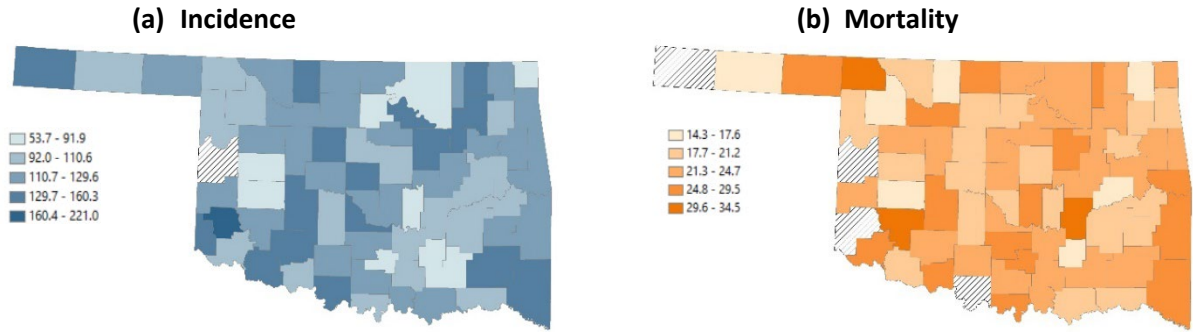 (a) Incidence
53.7 - 91.9
92.0 - 110.6
110.7 - 129.6
129.7 - 160.3
160.4 - 221.0
(b) Mortality
14.3 - 17.6
17.7 - 21.2
21.3 - 24.7
24.8 - 29.5
29.6 - 34.5